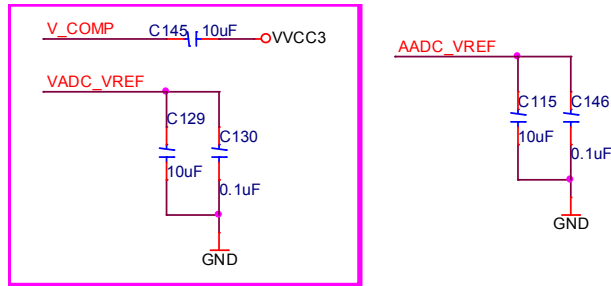 V_COMP
C145 10uF
VVCC3
VADC_VREF
C129
C130
10uF
0.1uF
GND
AADC_VREF
C115
C146
10uF
0.1uF
GND